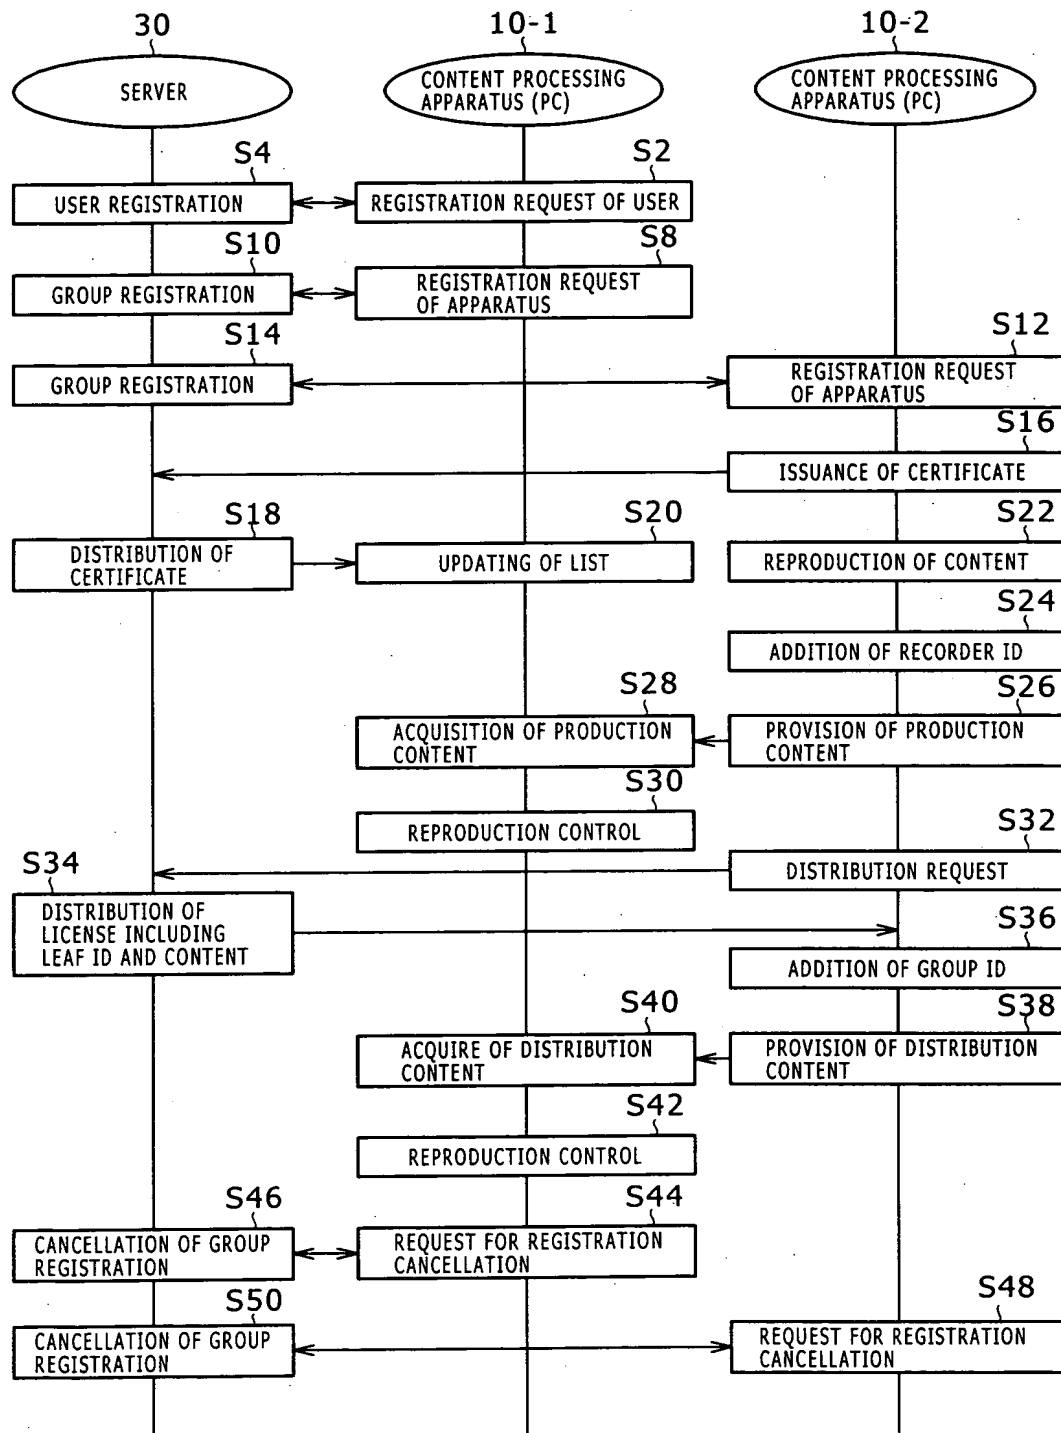 30
10-1
10-2
SERVER
CONTENT PROCESSING
APPARATUS (PC)
CONTENT PROCESSING
APPARATUS (PC)
S4
S2
USER REGISTRATION
REGISTRATION REQUEST OF USER
S10
S8
GROUP REGISTRATION
REGISTRATION REQUEST
OF APPARATUS
S14
S12
GROUP REGISTRATION
REGISTRATION REQUEST
OF APPARATUS
S16
ISSUANCE OF CERTIFICATE
S18
S20
S22
DISTRIBUTION OF
CERTIFICATE
UPDATING OF LIST
REPRODUCTION OF CONTENT
S24
ADDITION OF RECORDER ID
S28
S26
ACQUISITION OF PRODUCTION
CONTENT
PROVISION OF PRODUCTION
CONTENT
S30
REPRODUCTION CONTROL
S32
DISTRIBUTION REQUEST
S34
DISTRIBUTION OF
LICENSE INCLUDING
LEAF ID AND CONTENT
S36
ADDITION OF GROUP ID
S40
S38
ACQUIRE OF DISTRIBUTION
CONTENT
PROVISION OF DISTRIBUTION
CONTENT
S42
REPRODUCTION CONTROL
S46
S44
CANCELLATION OF GROUP
REGISTRATION
REQUEST FOR REGISTRATION
CANCELLATION
S50
S48
CANCELLATION OF GROUP
REGISTRATION
REQUEST FOR REGISTRATION
CANCELLATION